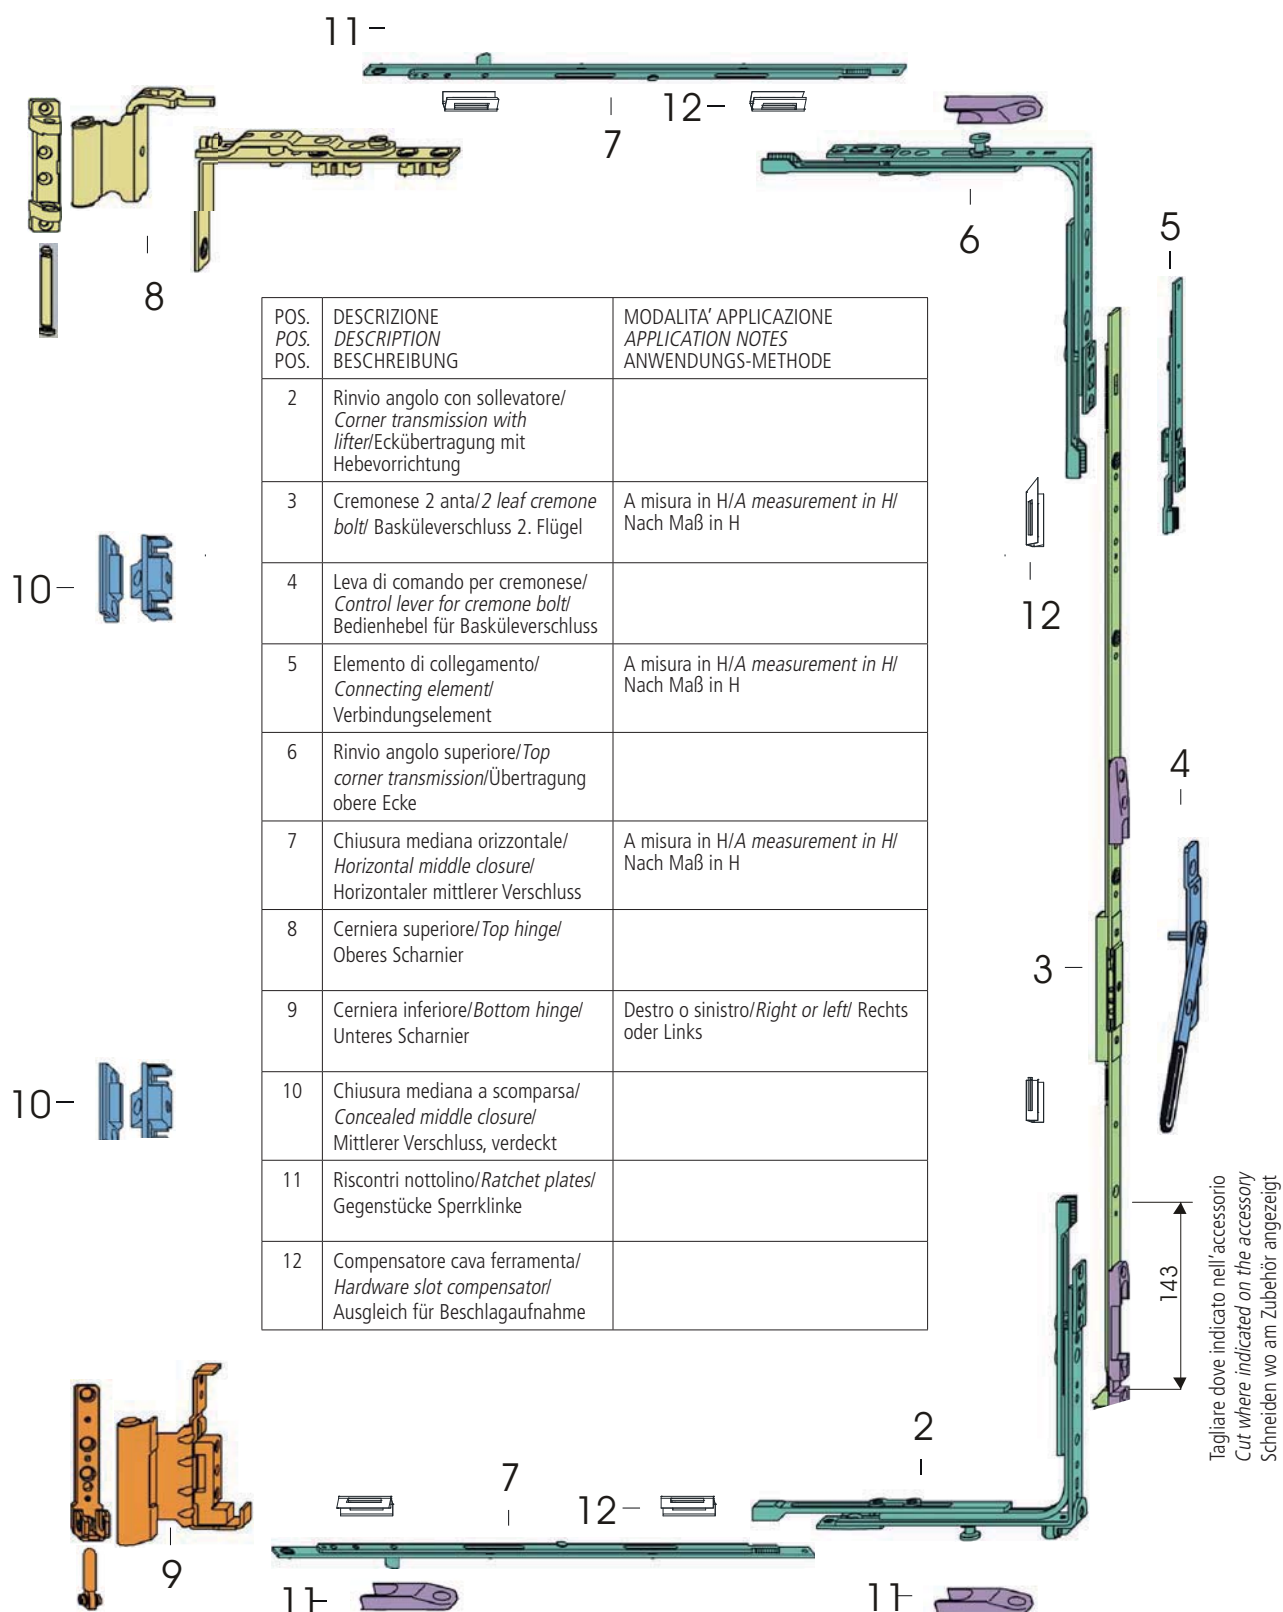 11
12
7
6
5
8
POS. DESCRIZIONE MODALITA’ APPLICAZIONE
POS. DESCRIPTION APPLICATION NOTES
POS. BESCHREIBUNG ANWENDUNGS-METHODE
2 Rinvio angolo con sollevatore/
Corner transmission with
lifter/Eckübertragung mit
Hebevorrichtung
3 Cremonese 2 anta/2 leaf cremone
bolt/ Basküleverschluss 2. Flügel
A misura in H/A measurement in H/
Nach Maß in H
4 Leva di comando per cremonese/
Control lever for cremone bolt/
Bedienhebel für Basküleverschluss
5 Elemento di collegamento/
Connecting element/
Verbindungselement
A misura in H/A measurement in H/
Nach Maß in H
6 Rinvio angolo superiore/Top
corner transmission/Übertragung
obere Ecke
7 Chiusura mediana orizzontale/
Horizontal middle closure/
Horizontaler mittlerer Verschluss
A misura in H/A measurement in H/
Nach Maß in H
8 Cerniera superiore/Top hinge/
Oberes Scharnier
9 Cerniera inferiore/Bottom hinge/
Unteres Scharnier
Destro o sinistro/Right or left/ Rechts
oder Links
10 Chiusura mediana a scomparsa/
Concealed middle closure/
Mittlerer Verschluss, verdeckt
11 Riscontri nottolino/Ratchet plates/
Gegenstücke Sperrklinke
12 Compensatore cava ferramenta/
Hardware slot compensator/
Ausgleich für Beschlagaufnahme
10
12
4
3
10
143
Tagliare dove indicato nell’accessorio
Cut where indicated on the accessory
Schneiden wo am Zubehör angezeigt
2
7
12
9
11
11